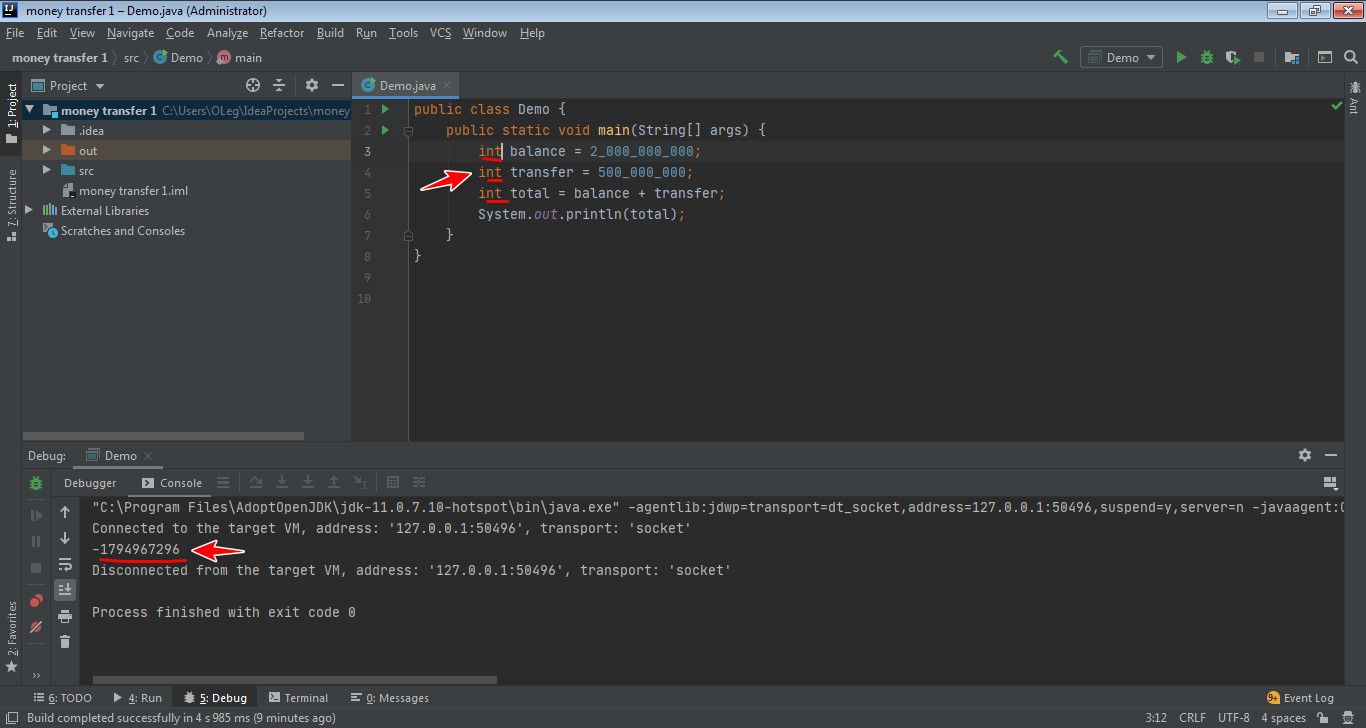 money transfer1 – Demo.java (Administrator)
File Edit View Navigate Code Analyze Refactor Build Run Tools VCS Window Help
money transfer 1 src Demo main
Demo
1: Project
Project
Demo.java
money transfer 1 C:\Users\OLeg\IdeaProjects\money
.idea
out
src
money transfer 1.iml
External Libraries
Scratches and Consoles
7: Structure
2: Favorites
Ant
1 public class Demo {
2 public static void main(String[] args) {
3 int balance = 2_000_000_000;
4 int transfer = 500_000_000;
5 int total = balance + transfer;
6 System.out.println(total);
7 }
8 }
9
10
Debug: Demo
Debugger Console
"C:\Program Files\AdoptOpenJDK\jdk-11.0.7.10-hotspot\bin\java.exe" -agentlib:jdwp=transport=dt_socket,address=127.0.0.1:50496,suspend=y,server=n -javaagent:C
Connected to the target VM, address: '127.0.0.1:50496', transport: 'socket'
-1794967296
Disconnected from the target VM, address: '127.0.0.1:50496', transport: 'socket'
Process finished with exit code 0
6: TODO 4: Run 5: Debug Terminal 0: Messages 9+ Event Log
Build completed successfully in 4 s 985 ms (9 minutes ago) 3:12 CRLF UTF-8 4 spaces